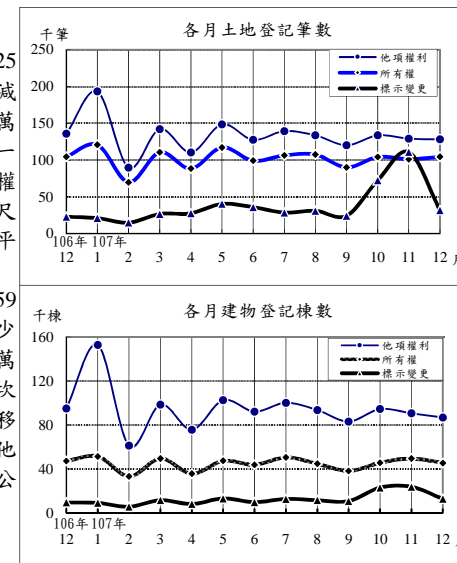 25
減
萬
一
權
尺
平
59
少
萬
次
移
他
公
各月土地登記筆數
千筆
250
200
150
100
50
0
他項權利
所有權
標示變更
106年 107年
12 1 2 3 4 5 6 7 8 9 10 11 12
各月建物登記棟數
千棟
160
120
80
40
0
他項權利
所有權
標示變更
106年 107年
12 1 2 3 4 5 6 7 8 9 10 11 12